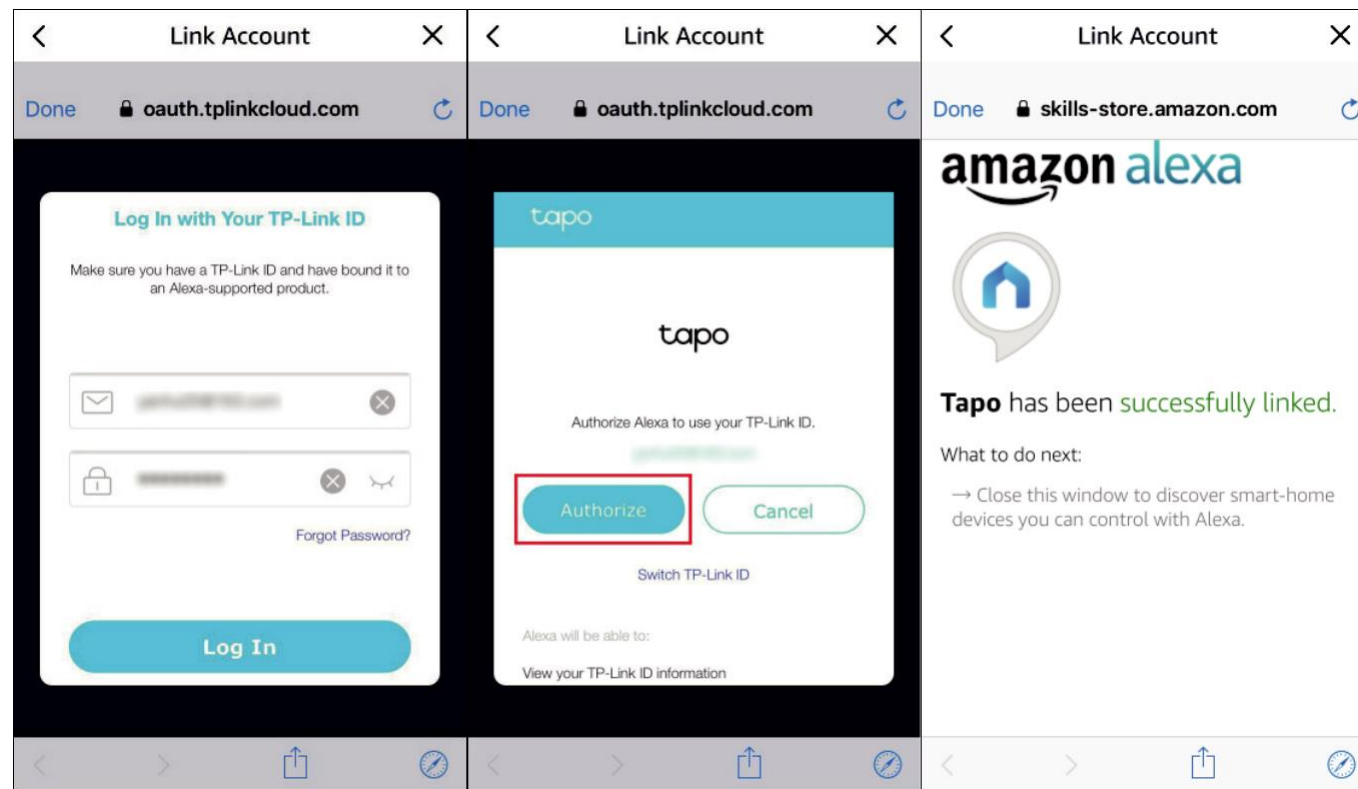 Link Account
Done oauth.tplinkcloud.com
Log In with Your TP-Link ID
Make sure you have a TP-Link ID and have bound it to
an Alexa-supported product.
Forgot Password?
Log In
Link Account
Done oauth.tplinkcloud.com
tapo
tapo
Authorize Alexa to use your TP-Link ID.
Authorize Cancel
Switch TP-Link ID
Alexa will be able to:
View your TP-Link ID information
Link Account
Done skills-store.amazon.com
amazon alexa
Tapo has been successfully linked.
What to do next:
→ Close this window to discover smart-home
devices you can control with Alexa.